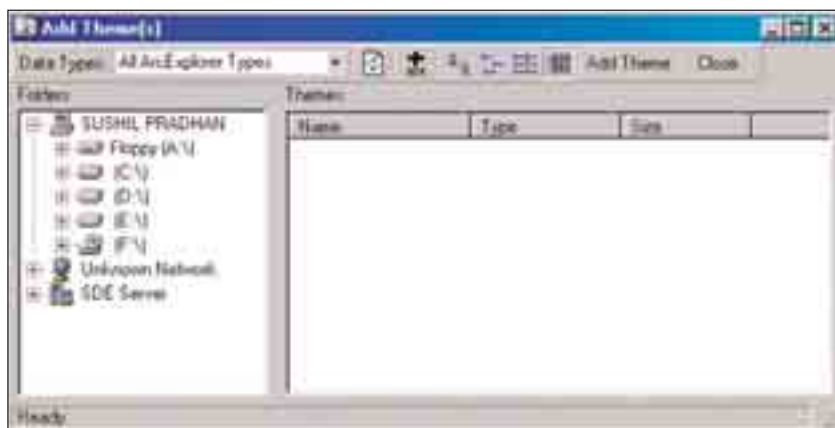 Add Theme(s)
Data Types: All ArcExplorer Types Add Theme Close
Folders Themes
SUSHIL PRADHAN Name Type Size
Floppy (A:\)
(C:\)
(D:\)
(E:\)
(F:\)
Unknown Network
SDE Server
Ready